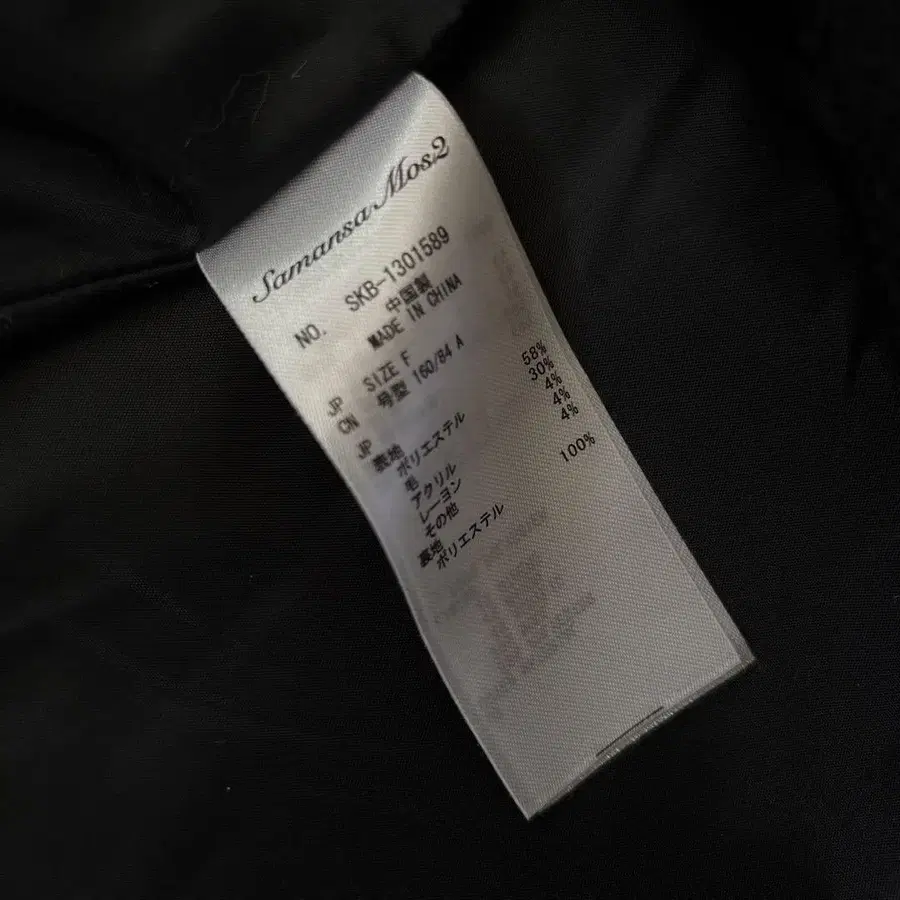 Samansa Mos2
NO. SKB-1301589
中国製
MADE IN CHINA
JP SIZE F
CN 号型 160/84 A
JP
表地
ポリエステル 58%
毛 30%
アクリル 4%
レーヨン 4%
その他 4%
裏地
ポリエステル 100%